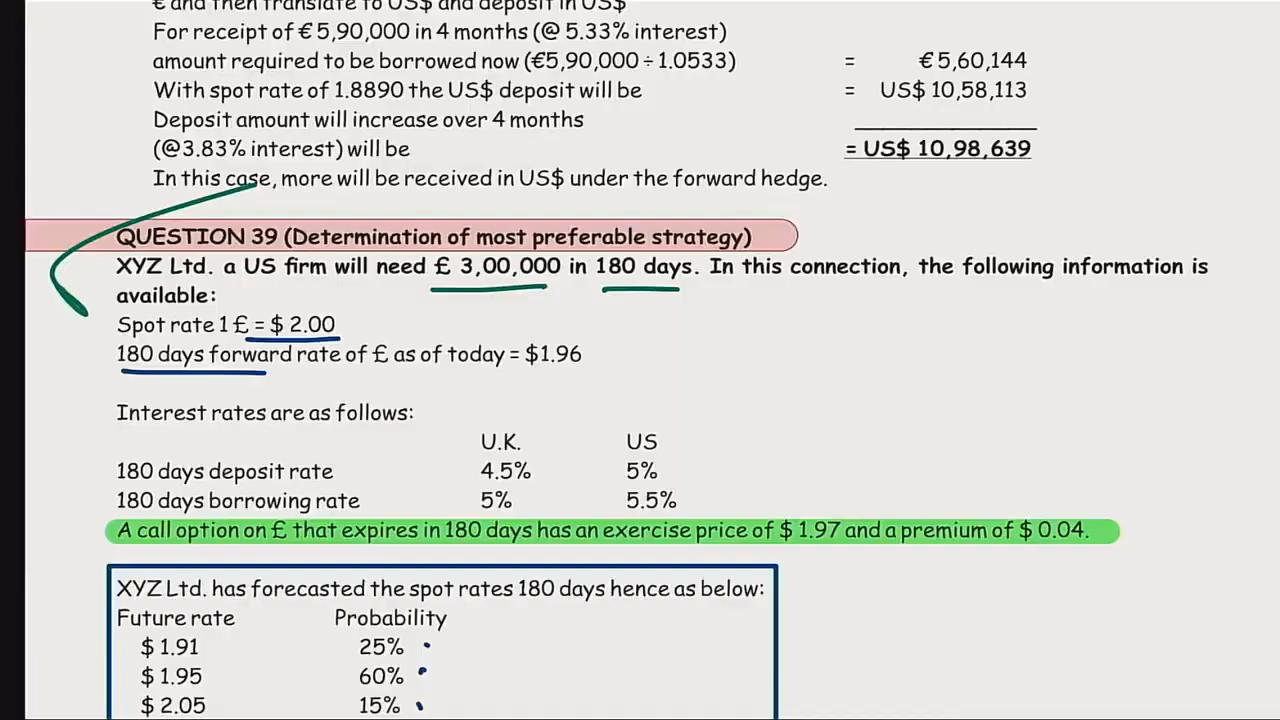 € and then translate to US$ and deposit in US$
For receipt of € 5,90,000 in 4 months (@ 5.33% interest)
amount required to be borrowed now (€5,90,000 ÷ 1.0533) = € 5,60,144
With spot rate of 1.8890 the US$ deposit will be = US$ 10,58,113
Deposit amount will increase over 4 months
(@3.83% interest) will be = US$ 10,98,639
In this case, more will be received in US$ under the forward hedge.
QUESTION 39 (Determination of most preferable strategy)
XYZ Ltd. a US firm will need £ 3,00,000 in 180 days. In this connection, the following information is
available:
Spot rate 1 £ = $ 2.00
180 days forward rate of £ as of today = $1.96
Interest rates are as follows:
U.K. US
180 days deposit rate 4.5% 5%
180 days borrowing rate 5% 5.5%
A call option on £ that expires in 180 days has an exercise price of $ 1.97 and a premium of $ 0.04.
XYZ Ltd. has forecasted the spot rates 180 days hence as below:
Future rate Probability
$ 1.91 25%
$ 1.95 60%
$ 2.05 15%